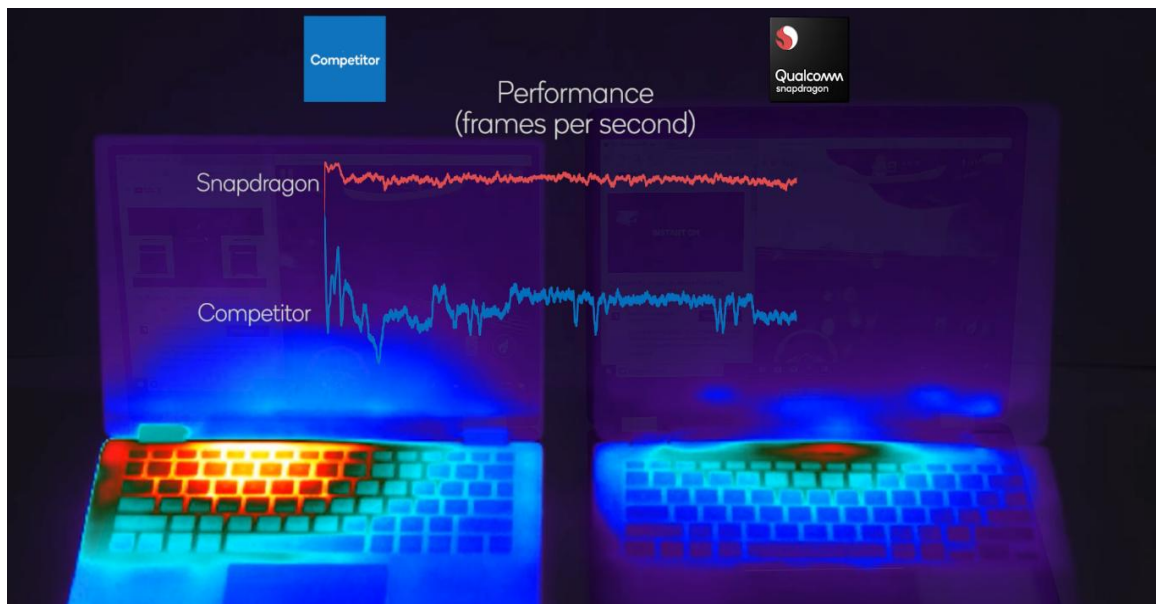 Competitor
Qualcomm
snapdragon
Performance
(frames per second)
Snapdragon
Competitor